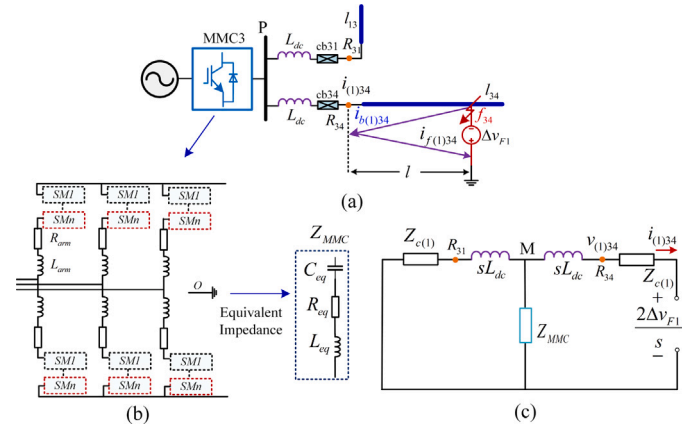 P
MMC3
L_dc
cb31
R_31
l_13
L_dc
cb34
R_34
i_(1)34
i_b(1)34
i_f(1)34
l_34
f_34
Δv_F1
l
(a)
SM1
SM1
SM1
SMn
SMn
SMn
R_arm
L_arm
O
Equivalent
Impedance
SM1
SM1
SM1
SMn
SMn
SMn
(b)
Z_MMC
C_eq
R_eq
L_eq
Z_c(1)
R_31
sL_dc
M
sL_dc
v_(1)34
R_34
i_(1)34
Z_c(1)
+
2Δv_F1
s
−
Z_MMC
(c)